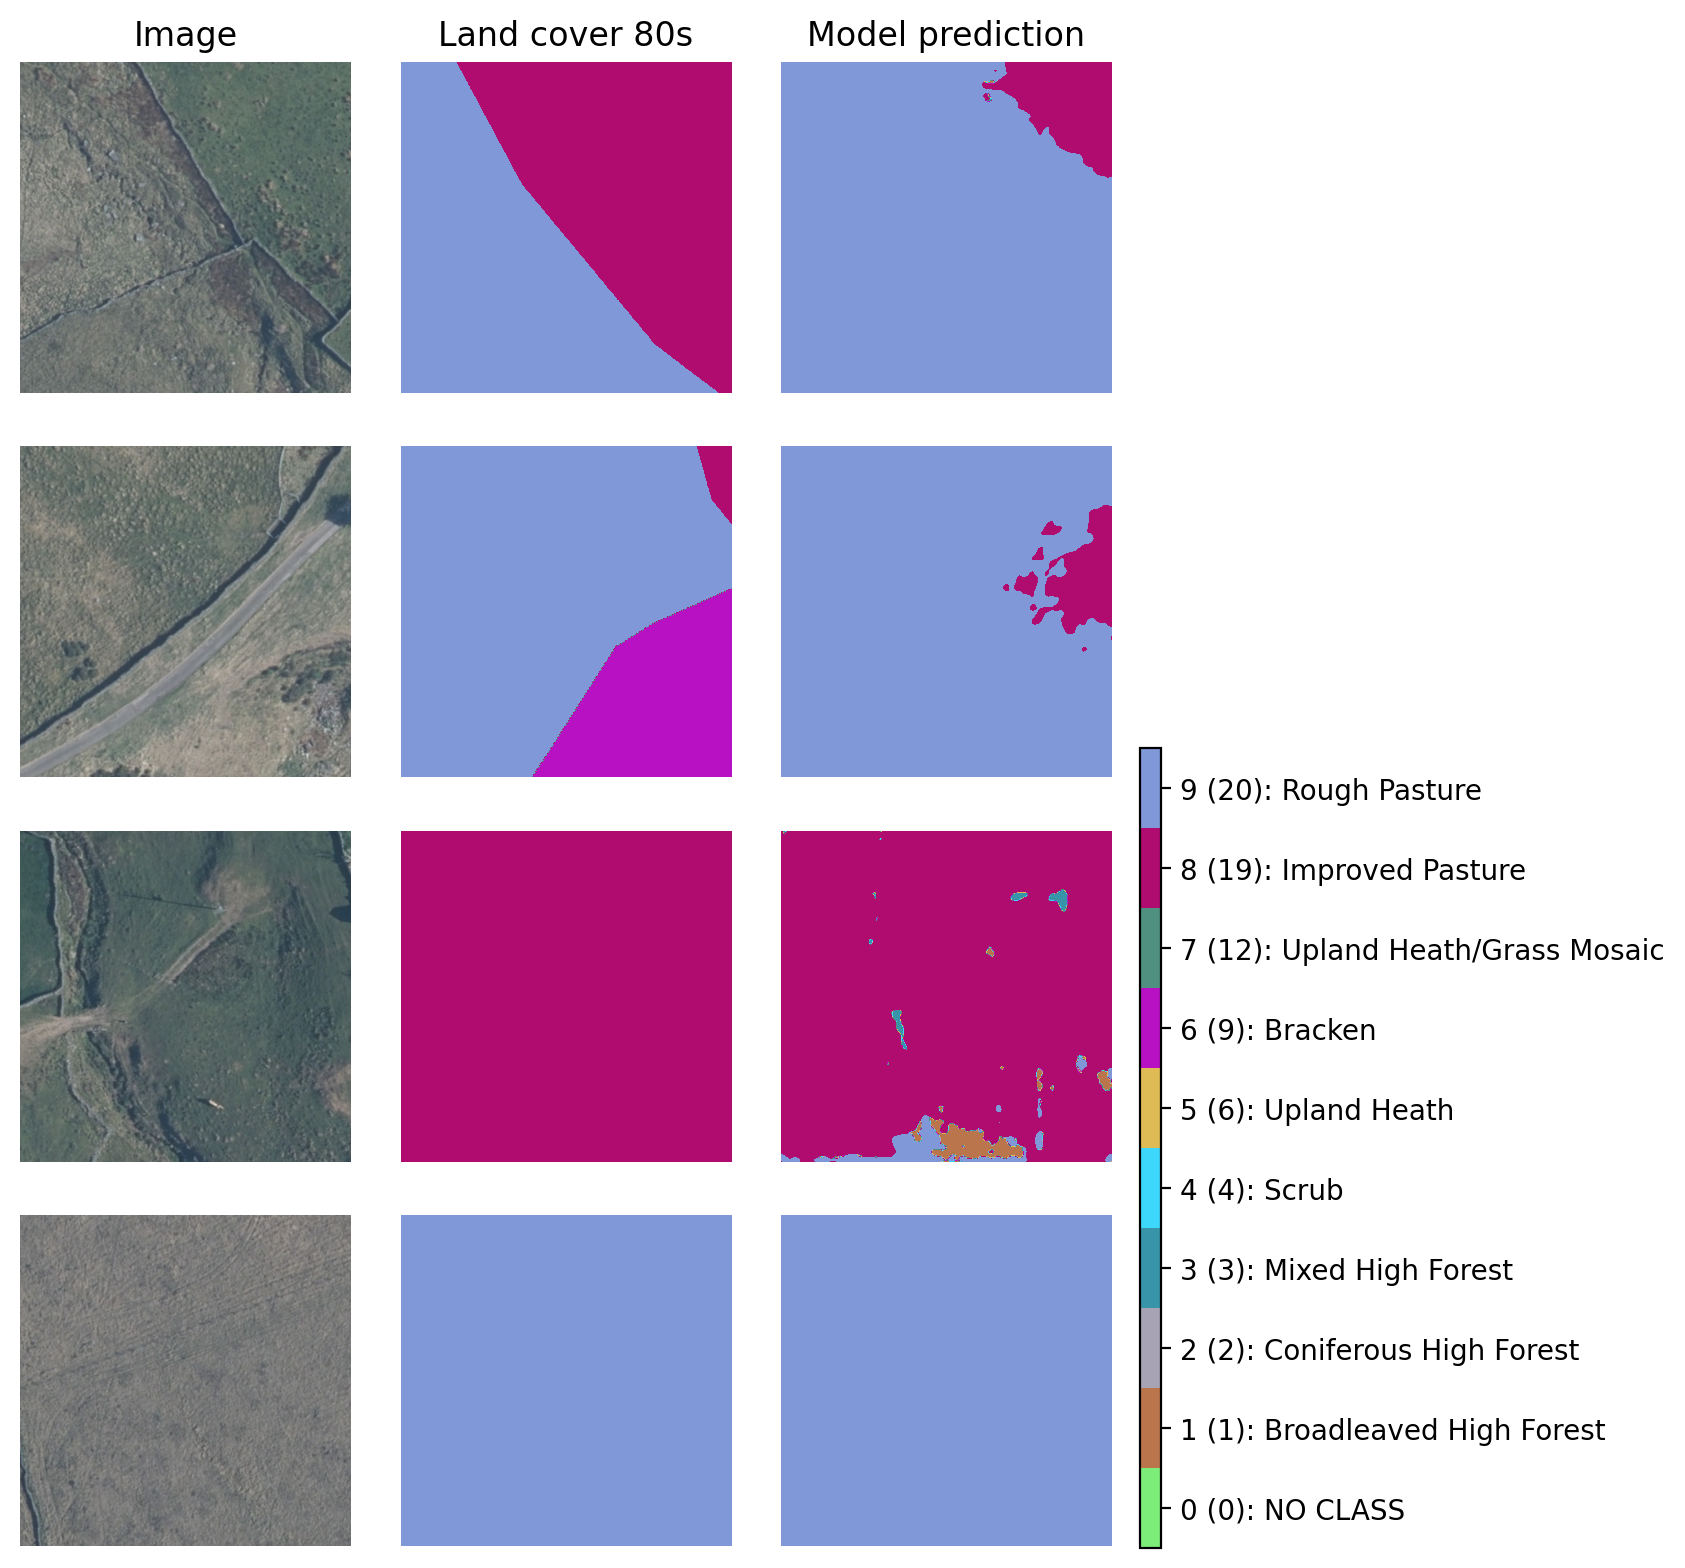 Image
Land cover 80s
Model prediction
9 (20): Rough Pasture
8 (19): Improved Pasture
7 (12): Upland Heath/Grass Mosaic
6 (9): Bracken
5 (6): Upland Heath
4 (4): Scrub
3 (3): Mixed High Forest
2 (2): Coniferous High Forest
1 (1): Broadleaved High Forest
0 (0): NO CLASS